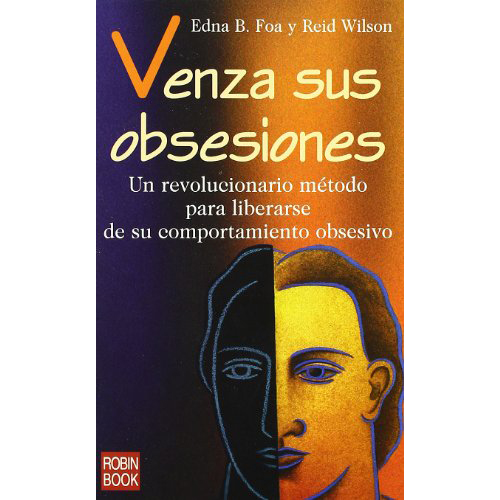 Edna B. Foa y Reid Wilson
Venza sus
obsesiones
Un revolucionario método
para liberarse
de su comportamiento obsesivo
ROBIN
BOOK